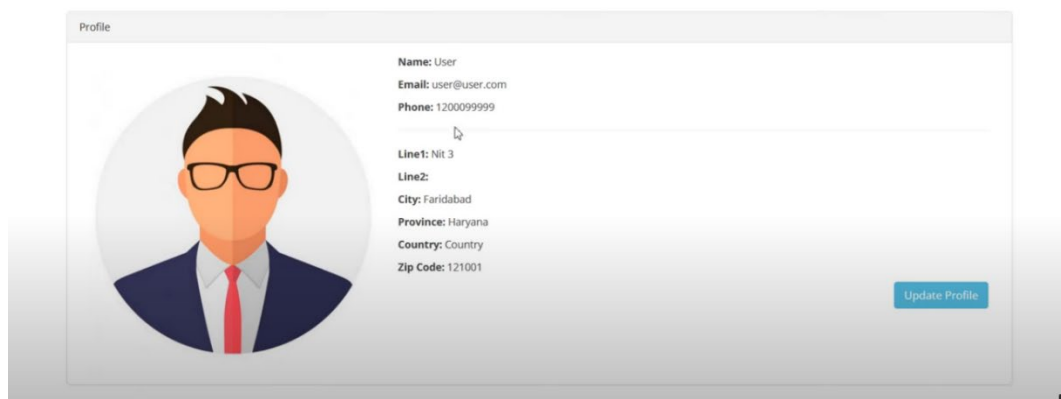 Profile
Name: User
Email: user@user.com
Phone: 1200099999
Line1: Nit 3
Line2:
City: Faridabad
Province: Haryana
Country: Country
Zip Code: 121001
Update Profile